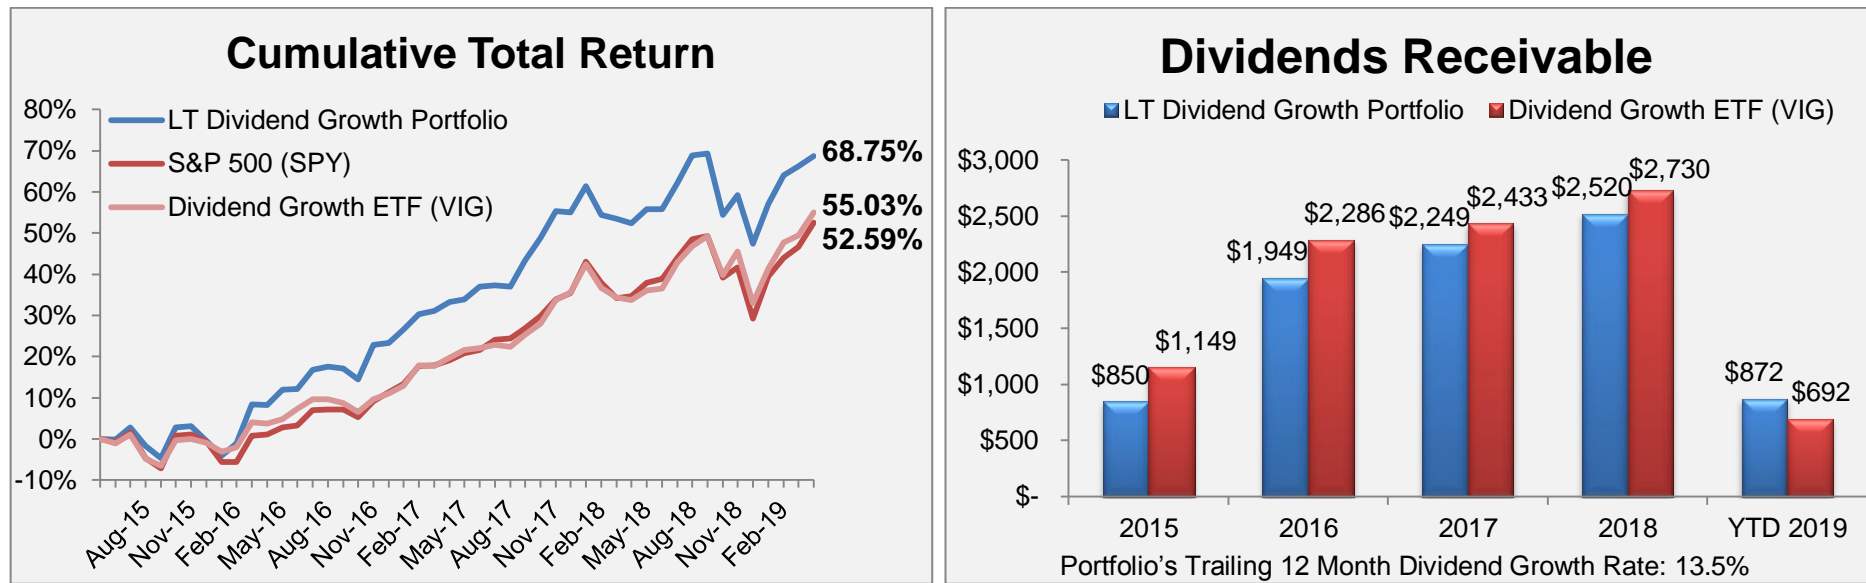 Cumulative Total Return
80%
70%
60%
50%
40%
30%
20%
10%
0%
-10%
LT Dividend Growth Portfolio
S&P 500 (SPY)
Dividend Growth ETF (VIG)
68.75%
55.03%
52.59%
Aug-15
Nov-15
Feb-16
May-16
Aug-16
Nov-16
Feb-17
May-17
Aug-17
Nov-17
Feb-18
May-18
Aug-18
Nov-18
Feb-19
Dividends Receivable
LT Dividend Growth Portfolio
Dividend Growth ETF (VIG)
$3,000
$2,500
$2,000
$1,500
$1,000
$500
$-
$850
$1,149
$1,949
$2,286
$2,249
$2,433
$2,520
$2,730
$872
$692
2015
2016
2017
2018
YTD 2019
Portfolio's Trailing 12 Month Dividend Growth Rate: 13.5%